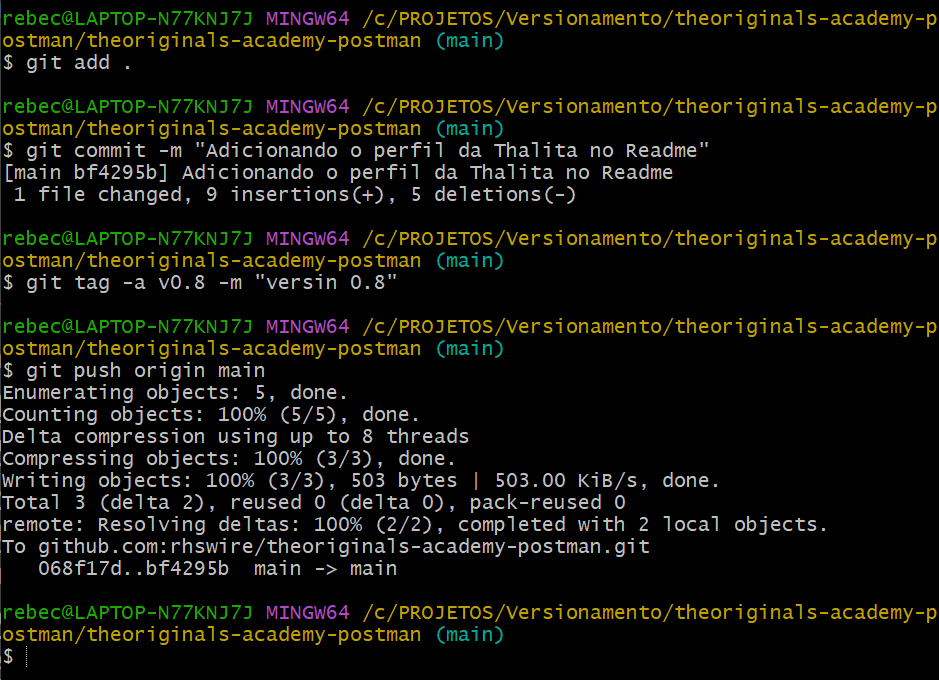 rebec@LAPTOP-N77KNJ7J MINGW64 /c/PROJETOS/Versionamento/theoriginals-academy-p
ostman/theoriginals-academy-postman (main)
$ git add .
rebec@LAPTOP-N77KNJ7J MINGW64 /c/PROJETOS/Versionamento/theoriginals-academy-p
ostman/theoriginals-academy-postman (main)
$ git commit -m "Adicionando o perfil da Thalita no Readme"
[main bf4295b] Adicionando o perfil da Thalita no Readme
 1 file changed, 9 insertions(+), 5 deletions(-)
rebec@LAPTOP-N77KNJ7J MINGW64 /c/PROJETOS/Versionamento/theoriginals-academy-p
ostman/theoriginals-academy-postman (main)
$ git tag -a v0.8 -m "versin 0.8"
rebec@LAPTOP-N77KNJ7J MINGW64 /c/PROJETOS/Versionamento/theoriginals-academy-p
ostman/theoriginals-academy-postman (main)
$ git push origin main
Enumerating objects: 5, done.
Counting objects: 100% (5/5), done.
Delta compression using up to 8 threads
Compressing objects: 100% (3/3), done.
Writing objects: 100% (3/3), 503 bytes | 503.00 KiB/s, done.
Total 3 (delta 2), reused 0 (delta 0), pack-reused 0
remote: Resolving deltas: 100% (2/2), completed with 2 local objects.
To github.com:rhswire/theoriginals-academy-postman.git
   068f17d..bf4295b  main -> main
rebec@LAPTOP-N77KNJ7J MINGW64 /c/PROJETOS/Versionamento/theoriginals-academy-p
ostman/theoriginals-academy-postman (main)
$